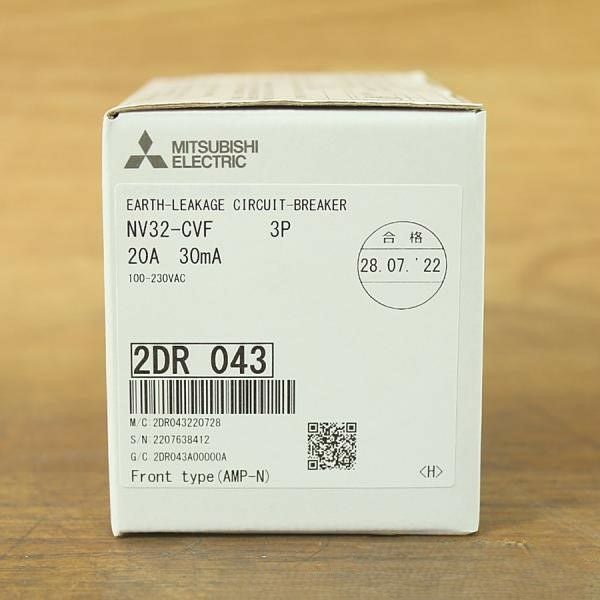 MITSUBISHI
ELECTRIC
EARTH-LEAKAGE CIRCUIT-BREAKER
NV32-CVF 3P
20A 30mA
100-230VAC
合格
28.07.'22
2DR 043
M/C:2DR043220728
S/N:2207638412
G/C:2DR043A00000A
Front type(AMP-N)
<H>